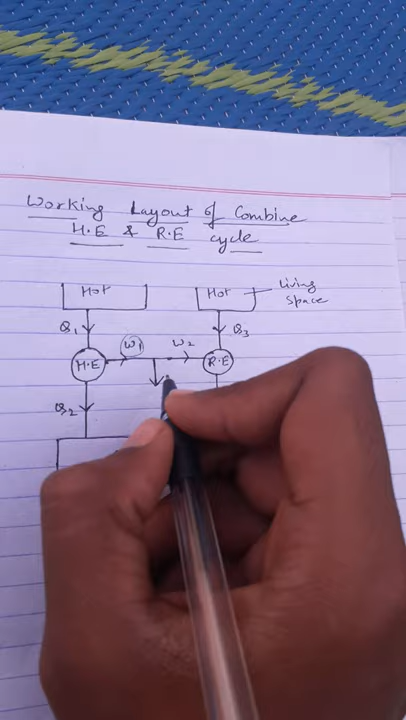 Working Layout of Combine
H.E & R.E cycle
Hot
Hot
Living
Space
Q1
Q3
W1
W2
H.E
R.E
Q2